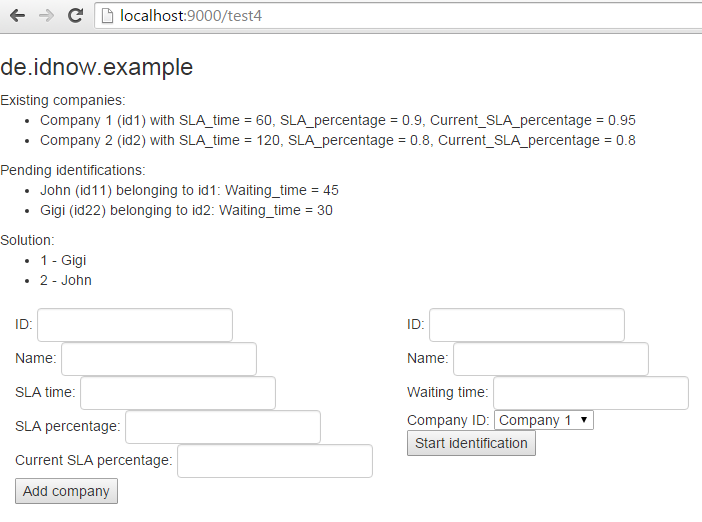 localhost:9000/test4
de.idnow.example
Existing companies:
• Company 1 (id1) with SLA_time = 60, SLA_percentage = 0.9, Current_SLA_percentage = 0.95
• Company 2 (id2) with SLA_time = 120, SLA_percentage = 0.8, Current_SLA_percentage = 0.8
Pending identifications:
• John (id11) belonging to id1: Waiting_time = 45
• Gigi (id22) belonging to id2: Waiting_time = 30
Solution:
• 1 - Gigi
• 2 - John
ID:
Name:
SLA time:
SLA percentage:
Current SLA percentage:
Add company
ID:
Name:
Waiting time:
Company ID: Company 1
Start identification